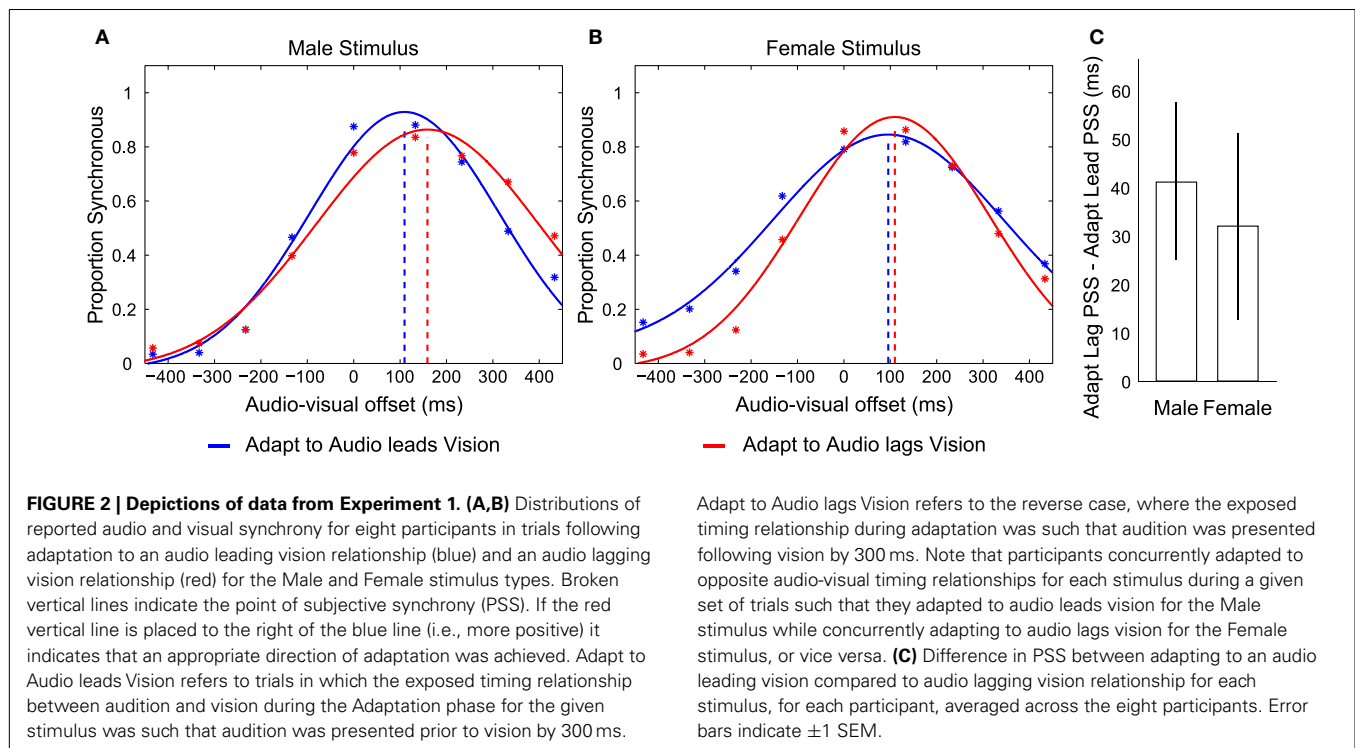 A
Male Stimulus
Proportion Synchronous
1
0.8
0.6
0.4
0.2
0
−400 −300 −200 −100 0 100 200 300 400
Audio-visual offset (ms)
B
Female Stimulus
Proportion Synchronous
1
0.8
0.6
0.4
0.2
0
−400 −300 −200 −100 0 100 200 300 400
Audio-visual offset (ms)
Adapt to Audio leads Vision
Adapt to Audio lags Vision
C
Adapt Lag PSS - Adapt Lead PSS (ms)
60
50
40
30
20
10
0
Male Female
FIGURE 2 | Depictions of data from Experiment 1. (A,B) Distributions of
reported audio and visual synchrony for eight participants in trials following
adaptation to an audio leading vision relationship (blue) and an audio lagging
vision relationship (red) for the Male and Female stimulus types. Broken
vertical lines indicate the point of subjective synchrony (PSS). If the red
vertical line is placed to the right of the blue line (i.e., more positive) it
indicates that an appropriate direction of adaptation was achieved. Adapt to
Audio leads Vision refers to trials in which the exposed timing relationship
between audition and vision during the Adaptation phase for the given
stimulus was such that audition was presented prior to vision by 300 ms.
Adapt to Audio lags Vision refers to the reverse case, where the exposed
timing relationship during adaptation was such that audition was presented
following vision by 300 ms. Note that participants concurrently adapted to
opposite audio-visual timing relationships for each stimulus during a given
set of trials such that they adapted to audio leads vision for the Male
stimulus while concurrently adapting to audio lags vision for the Female
stimulus, or vice versa. (C) Difference in PSS between adapting to an audio
leading vision compared to audio lagging vision relationship for each
stimulus, for each participant, averaged across the eight participants. Error
bars indicate ±1 SEM.